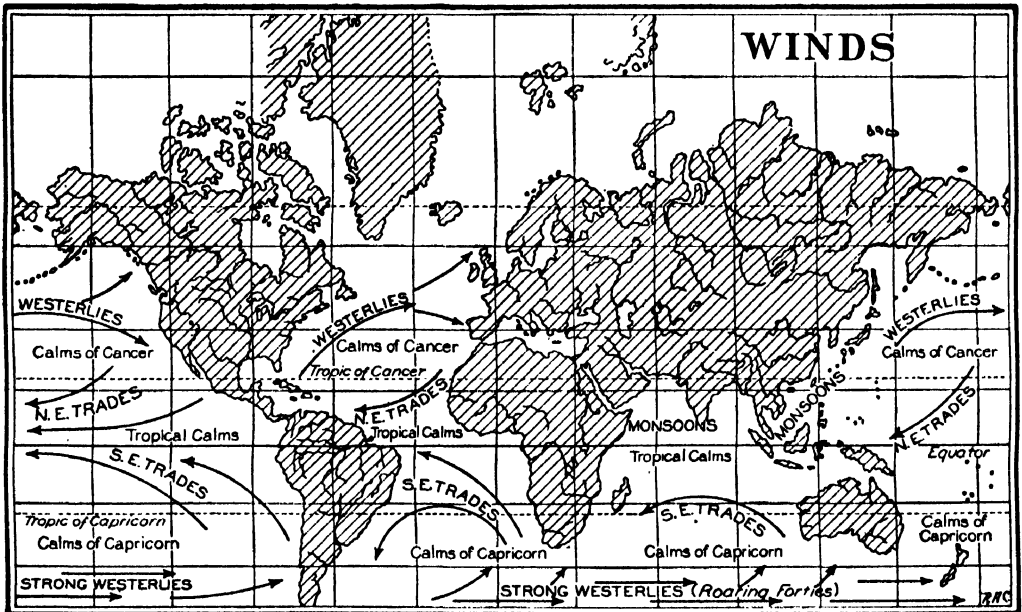 WINDS
WESTERLIES
WESTERLIES
WESTERLIES
Calms of Cancer
Calms of Cancer
Calms of Cancer
Tropic of Cancer
N.E. TRADES
N.E. TRADES
N.E. TRADES
MONSOONS
MONSOONS
Tropical Calms
Tropical Calms
Tropical Calms
Equator
S.E. TRADES
S.E. TRADES
S.E. TRADES
Tropic of Capricorn
Calms of Capricorn
Calms of Capricorn
Calms of Capricorn
Calms of
Capricorn
STRONG WESTERLIES
STRONG WESTERLIES (Roaring Forties)